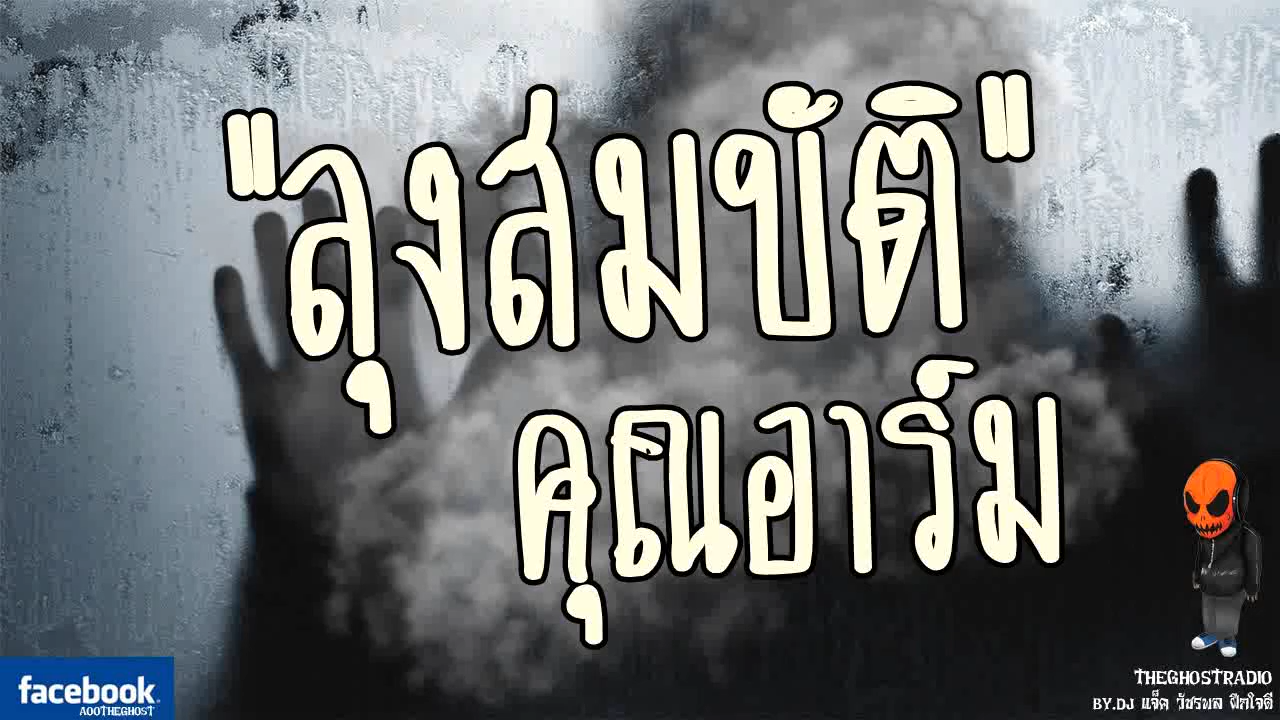 "ลุงสมบัติ"
คุณอาร์ม
facebook.
AOOTHEGHOST
THEGHOSTRADIO
BY.DJ แจ็ค วัชรพล ฝึกใจดี